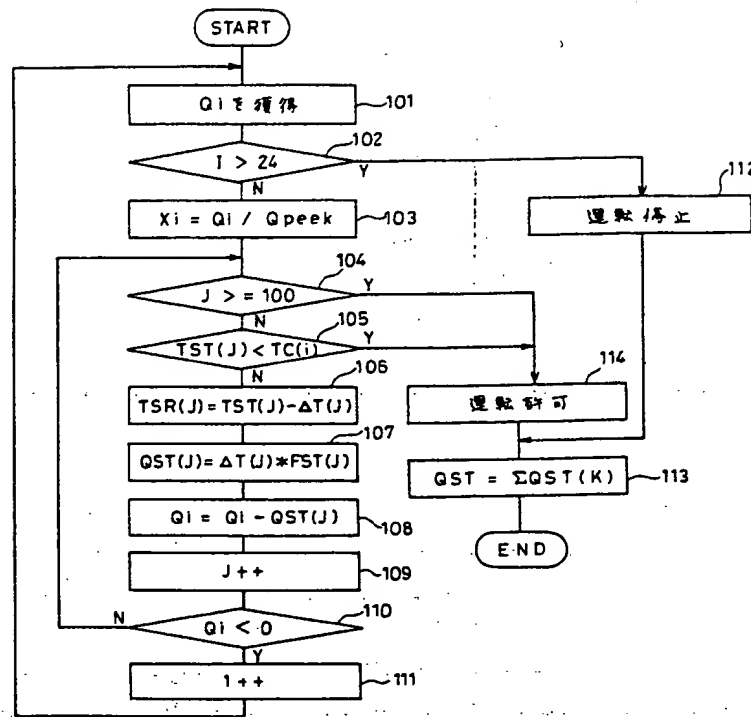 START
Qiを獲得
101
I > 24
102
Y
N
Xi = Qi / Qpeek
103
112
運転停止
104
J >= 100
Y
N
105
TST(J)<TC(i)
Y
N
106
TSR(J)=TST(J)-ΔT(J)
114
運転許可
107
QST(J)=ΔT(J)*FST(J)
QST = ΣQST(K)
113
Qi = Qi-QST(J)
108
END
J++
109
110
N
Qi < 0
Y
1++
111